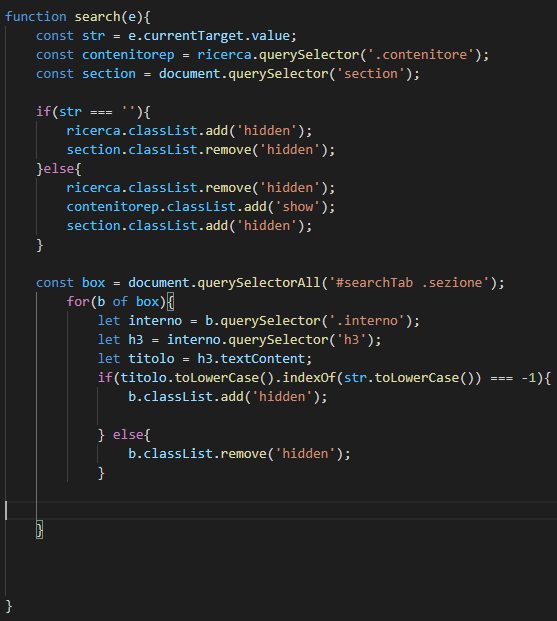 function search(e){
const str = e.currentTarget.value;
const contenitorep = ricerca.querySelector('.contenitore');
const section = document.querySelector('section');
if(str === ''){
ricerca.classList.add('hidden');
section.classList.remove('hidden');
}else{
ricerca.classList.remove('hidden');
contenitorep.classList.add('show');
section.classList.add('hidden');
}
const box = document.querySelectorAll('#searchTab .sezione');
for(b of box){
let interno = b.querySelector('.interno');
let h3 = interno.querySelector('h3');
let titolo = h3.textContent;
if(titolo.toLowerCase().indexOf(str.toLowerCase()) === -1){
b.classList.add('hidden');
} else{
b.classList.remove('hidden');
}
}
}